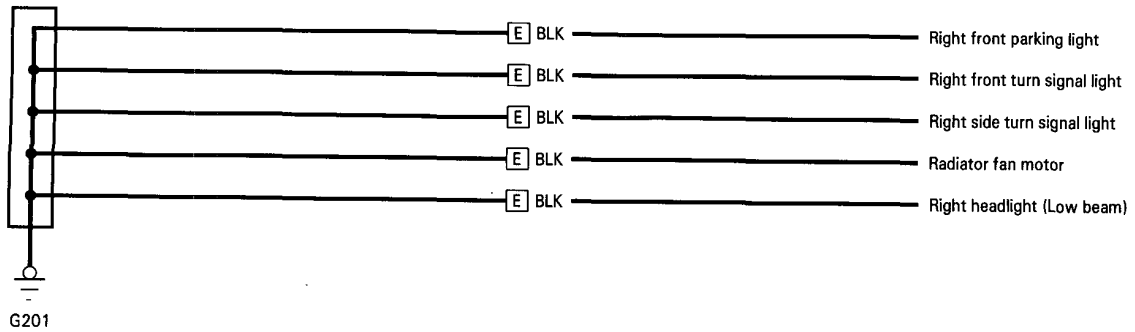 E BLK Right front parking light
E BLK Right front turn signal light
E BLK Right side turn signal light
E BLK Radiator fan motor
E BLK Right headlight (Low beam)
G201